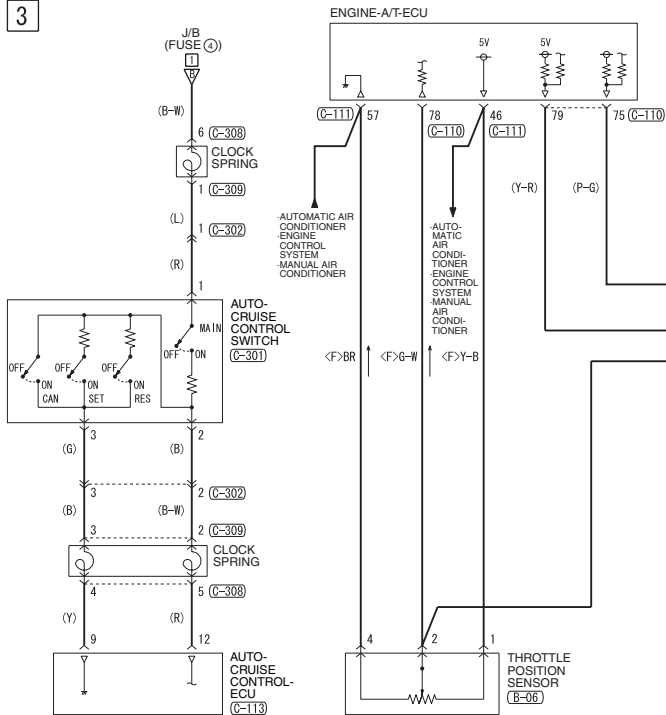 3
J/B
(FUSE ④)
1
B
(B-W)
6 (C-308)
CLOCK
SPRING
1 (C-309)
(L)
1 (C-302)
(R)
1
AUTO-
CRUISE
CONTROL
SWITCH
(C-301)
MAIN
OFF ON
OFF ON
CAN
OFF ON
SET
OFF ON
RES
3
2
(G)
(B)
3
2 (C-302)
(B)
(B-W)
3
2 (C-309)
CLOCK
SPRING
4
5 (C-308)
(Y)
(R)
9
12
AUTO-
CRUISE
CONTROL-
ECU
(C-113)
ENGINE-A/T-ECU
5V
5V
(C-111) 57
78
(C-110)
46
(C-111)
79
75 (C-110)
·AUTOMATIC AIR
CONDITIONER
·ENGINE
CONTROL
SYSTEM
·MANUAL AIR
CONDITIONER
·AUTO-
MATIC
AIR
CONDI-
TIONER
·ENGINE
CONTROL
SYSTEM
·MANUAL
AIR
CONDI-
TIONER
(Y-R)
(P-G)
<F>BR
<F>G-W
<F>Y-B
4
2
1
THROTTLE
POSITION
SENSOR
(B-06)